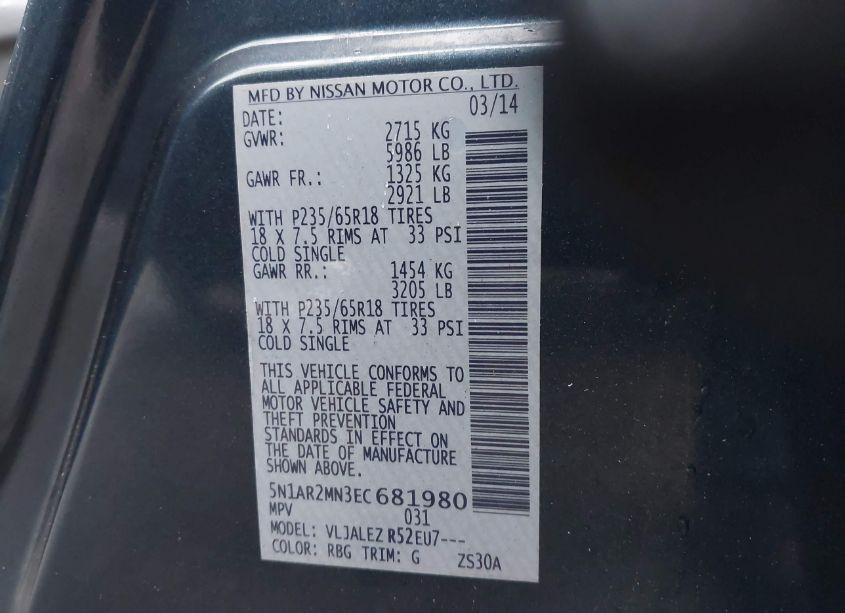 MFD BY NISSAN MOTOR CO., LTD.
DATE: 03/14
GVWR: 2715 KG
5986 LB
GAWR FR.: 1325 KG
2921 LB
WITH P235/65R18 TIRES
18 X 7.5 RIMS AT 33 PSI
COLD SINGLE
GAWR RR.: 1454 KG
3205 LB
WITH P235/65R18 TIRES
18 X 7.5 RIMS AT 33 PSI
COLD SINGLE
THIS VEHICLE CONFORMS TO
ALL APPLICABLE FEDERAL
MOTOR VEHICLE SAFETY AND
THEFT PREVENTION
STANDARDS IN EFFECT ON
THE DATE OF MANUFACTURE
SHOWN ABOVE.
5N1AR2MN3EC681980
MPV 031
MODEL: VLJALEZ R52EU7---
COLOR: RBG TRIM: G ZS30A